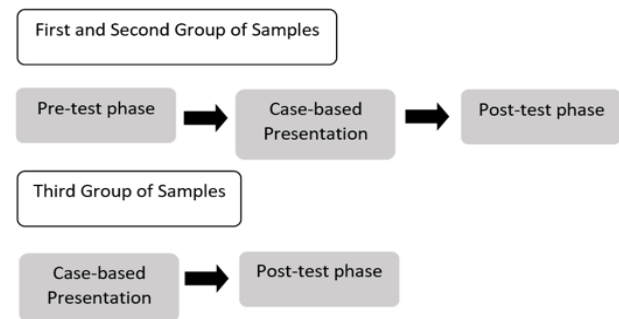 First and Second Group of Samples
Pre-test phase
Case-based
Presentation
Post-test phase
Third Group of Samples
Case-based
Presentation
Post-test phase